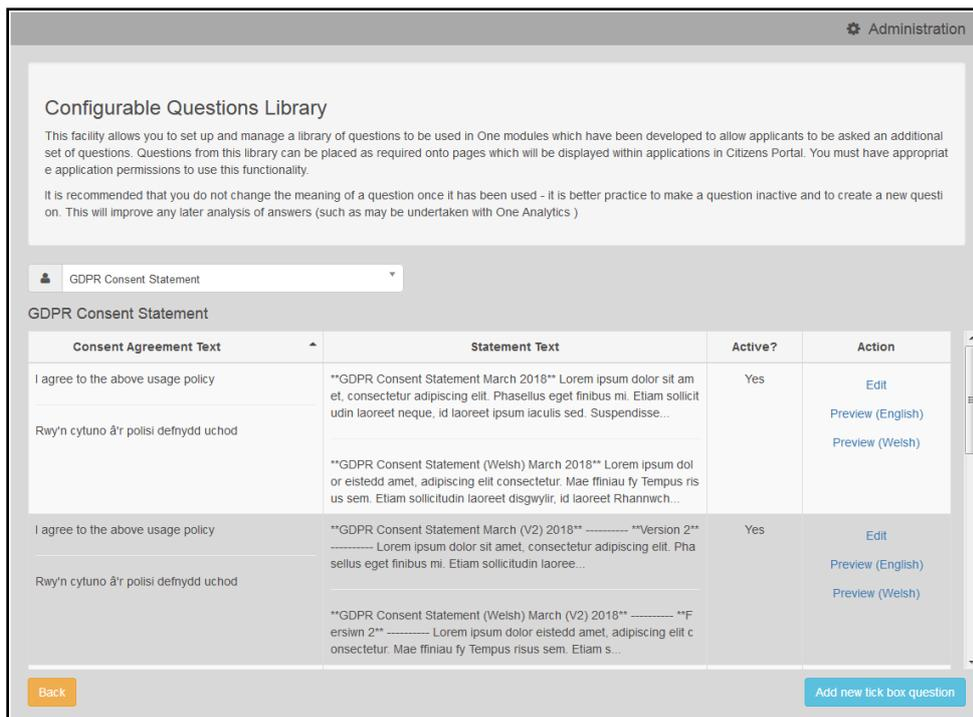 Administration
Configurable Questions Library
This facility allows you to set up and manage a library of questions to be used in One modules which have been developed to allow applicants to be asked an additional
set of questions. Questions from this library can be placed as required onto pages which will be displayed within applications in Citizens Portal. You must have appropriat
e application permissions to use this functionality.
It is recommended that you do not change the meaning of a question once it has been used - it is better practice to make a question inactive and to create a new questi
on. This will improve any later analysis of answers (such as may be undertaken with One Analytics )
GDPR Consent Statement
GDPR Consent Statement
Consent Agreement Text Statement Text Active? Action
I agree to the above usage policy
Rwy'n cytuno â'r polisi defnydd uchod
**GDPR Consent Statement March 2018** Lorem ipsum dolor sit am
et, consectetur adipiscing elit. Phasellus eget finibus mi. Etiam sollicit
udin laoreet neque, id laoreet ipsum iaculis sed. Suspendisse...
**GDPR Consent Statement (Welsh) March 2018** Lorem ipsum dol
or eistedd amet, adipiscing elit consectetur. Mae ffiniau fy Tempus ris
us sem. Etiam sollicitudin laoreet disgwylir, id laoreet Rhannwch...
Yes
Edit
Preview (English)
Preview (Welsh)
I agree to the above usage policy
Rwy'n cytuno â'r polisi defnydd uchod
**GDPR Consent Statement March (V2) 2018** ---------- **Version 2**
---------- Lorem ipsum dolor sit amet, consectetur adipiscing elit. Pha
sellus eget finibus mi. Etiam sollicitudin laoree...
**GDPR Consent Statement (Welsh) March (V2) 2018** ---------- **F
ersiwn 2** ---------- Lorem ipsum dolor eistedd amet, adipiscing elit c
onsectetur. Mae ffiniau fy Tempus risus sem. Etiam s...
Yes
Edit
Preview (English)
Preview (Welsh)
Back
Add new tick box question